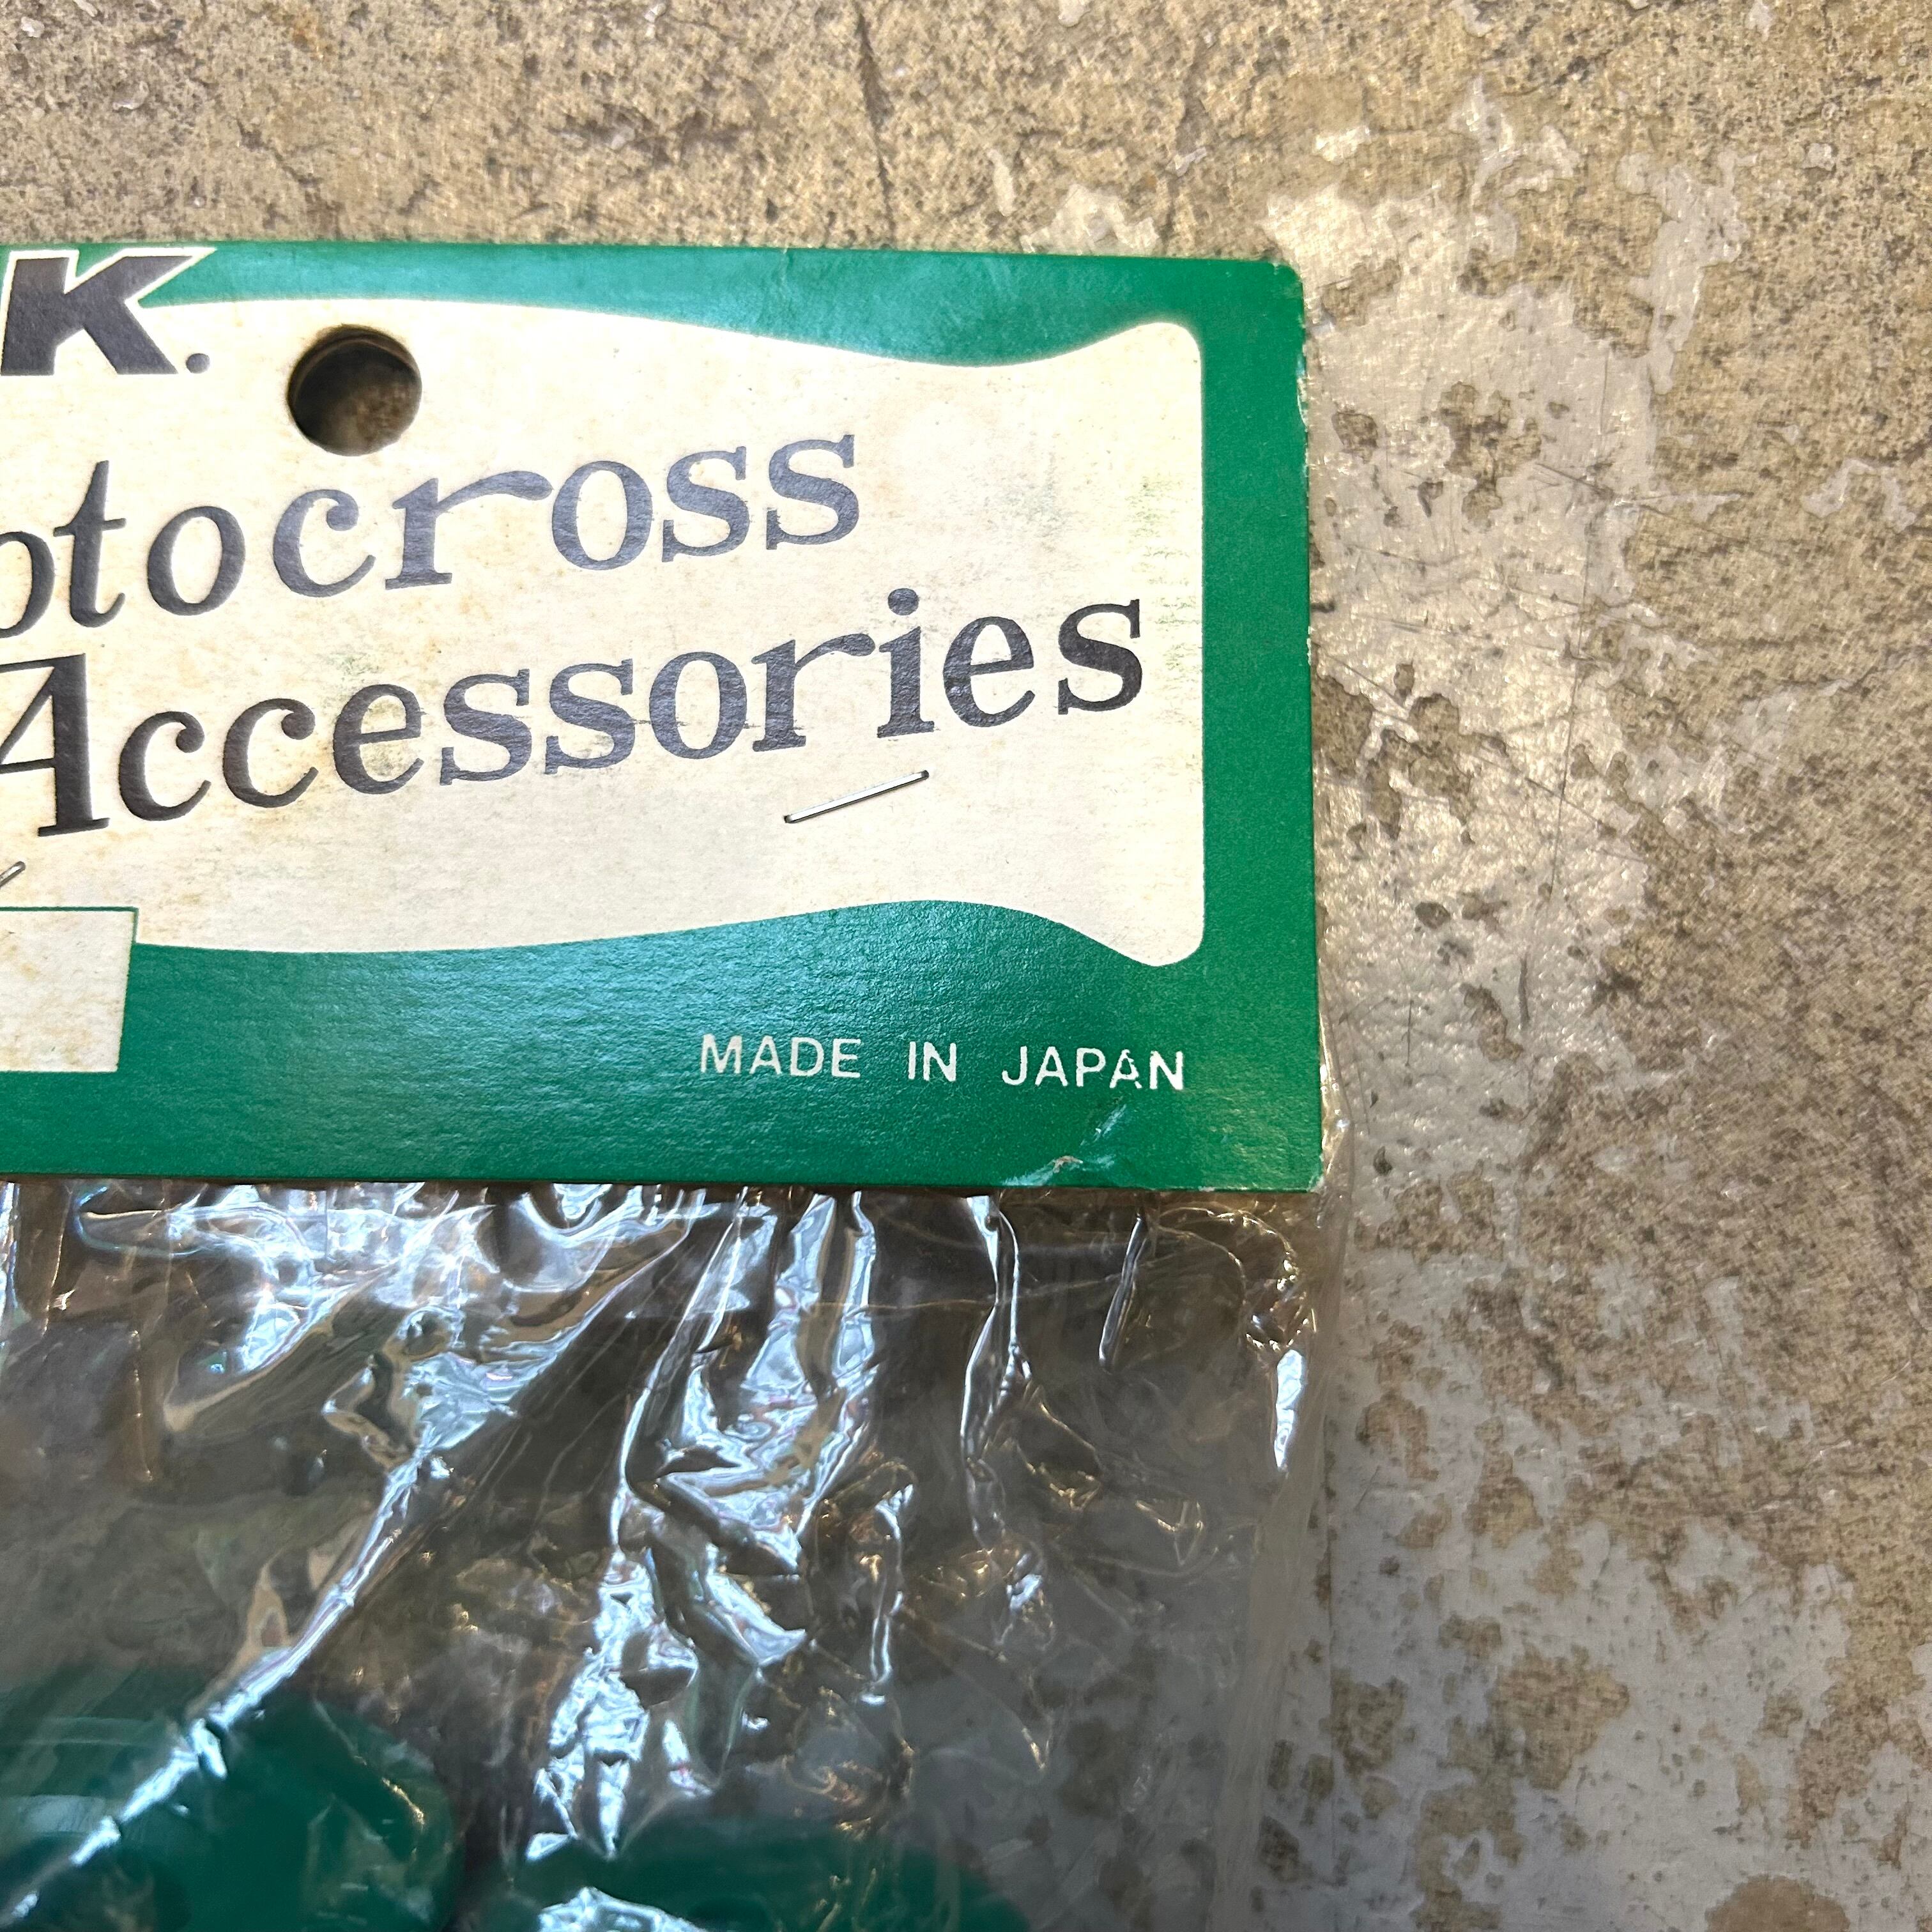 K.
otocross
Accessories
MADE IN JAPAN